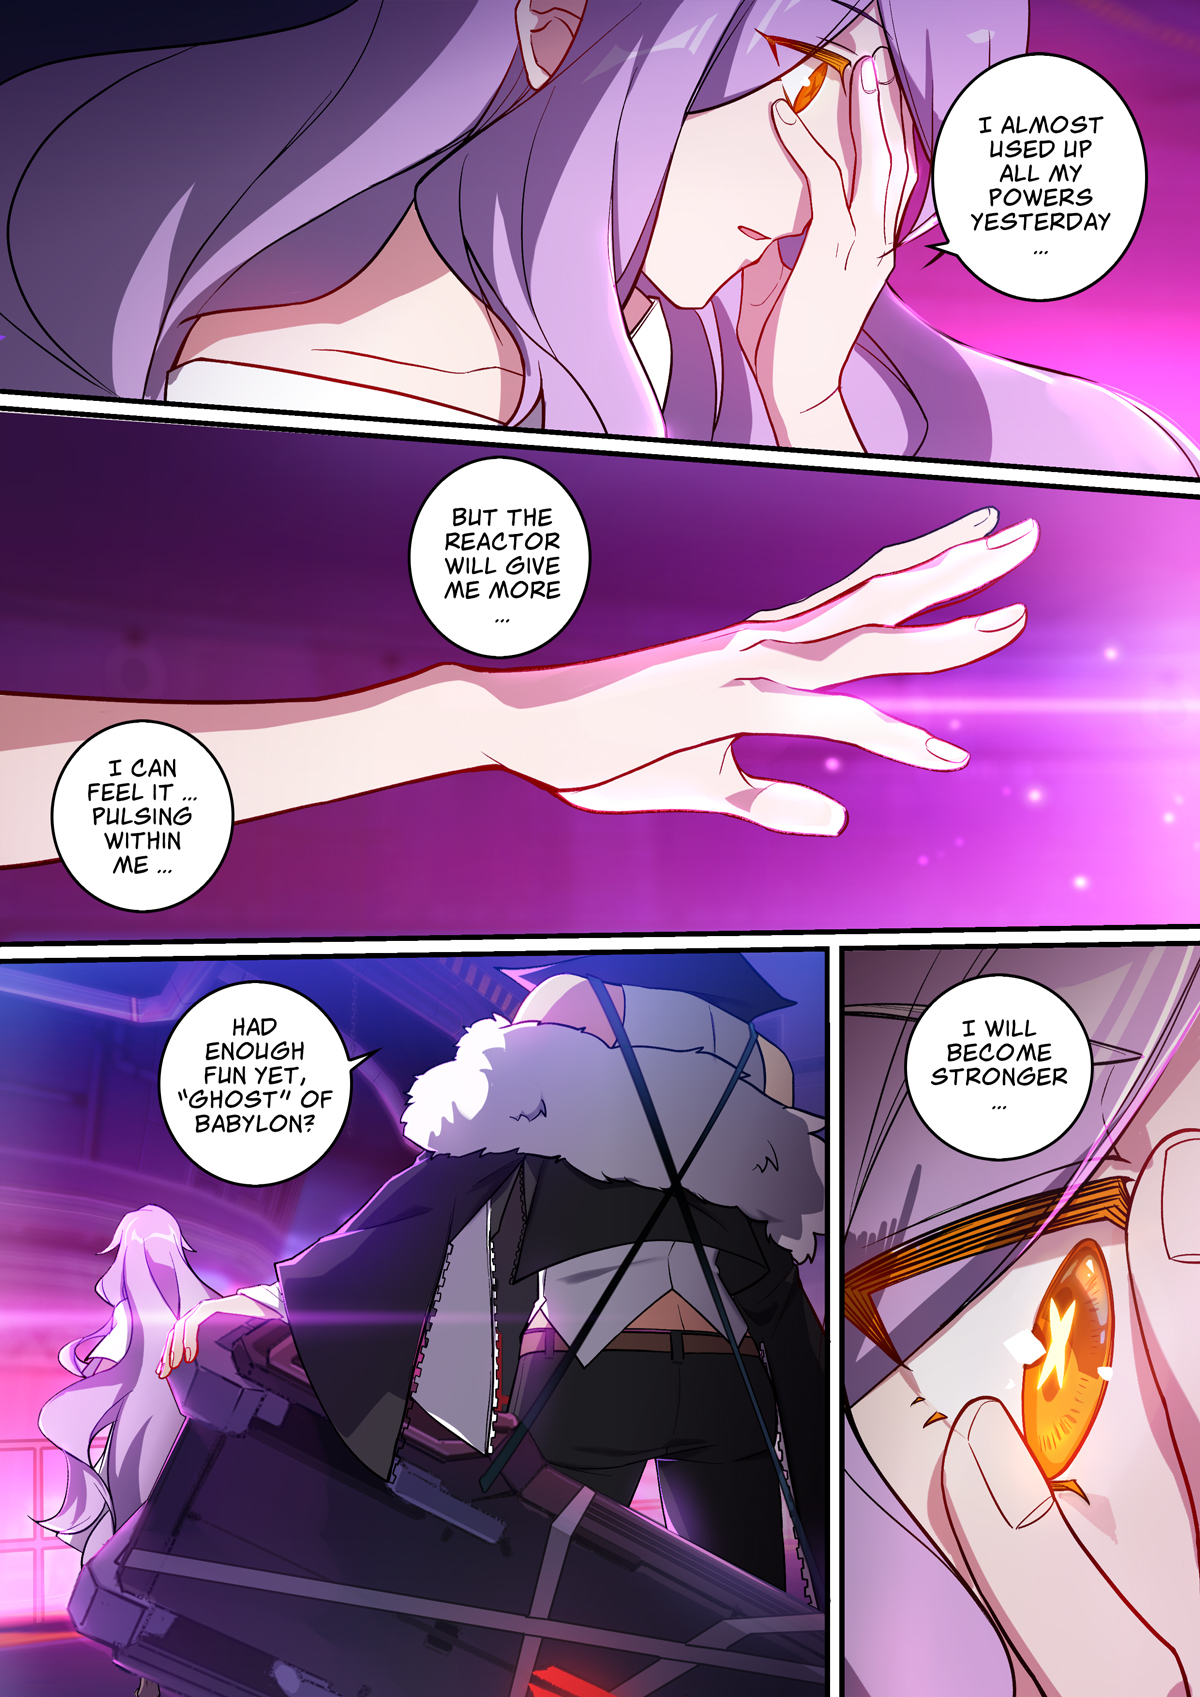 I ALMOST
USED UP
ALL MY
POWERS
YESTERDAY
...
BUT THE
REACTOR
WILL GIVE
ME MORE
...
I CAN
FEEL IT ...
PULSING
WITHIN
ME ...
HAD
ENOUGH
FUN YET,
"GHOST" OF
BABYLON?
I WILL
BECOME
STRONGER
...